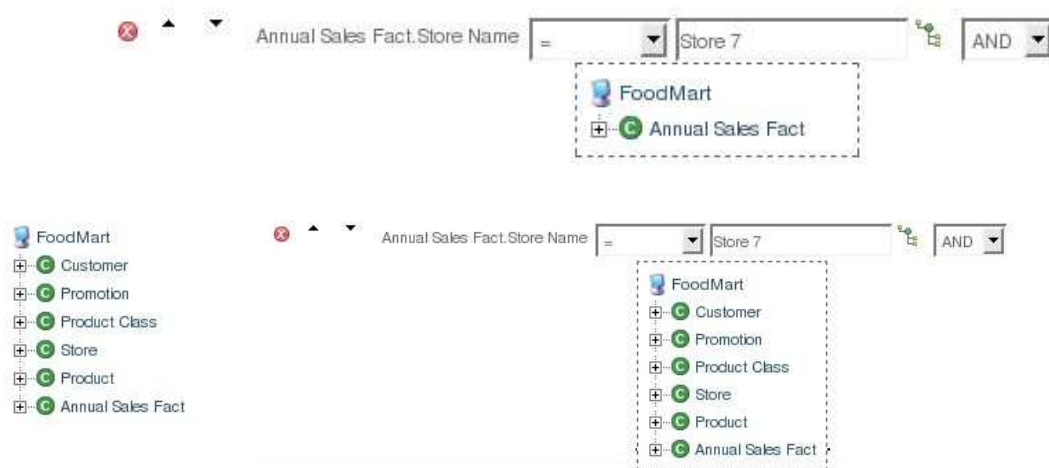 Annual Sales Fact.Store Name = Store 7 AND
FoodMart
C Annual Sales Fact
FoodMart
C Customer
C Promotion
C Product Class
C Store
C Product
C Annual Sales Fact
Annual Sales Fact.Store Name = Store 7 AND
FoodMart
C Customer
C Promotion
C Product Class
C Store
C Product
C Annual Sales Fact